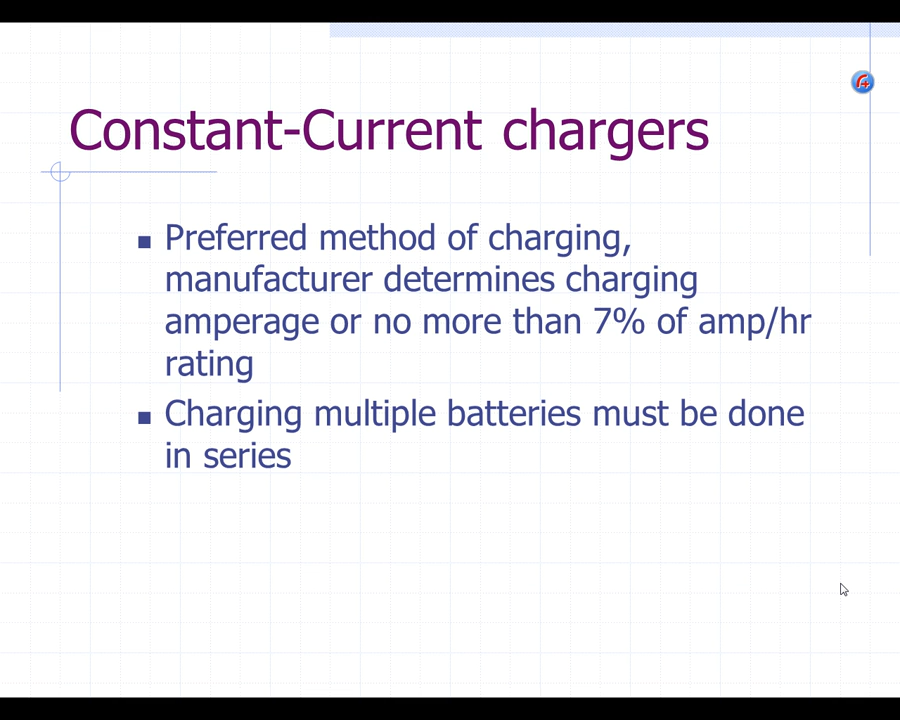 Constant-Current chargers
Preferred method of charging,
manufacturer determines charging
amperage or no more than 7% of amp/hr
rating
Charging multiple batteries must be done
in series